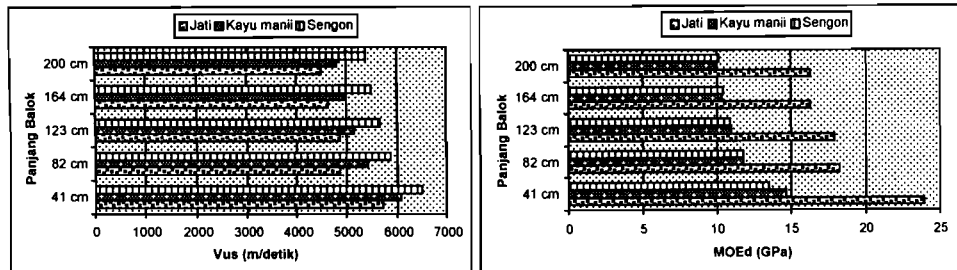 Jati Kayu manii Sengon
Panjang Balok
200 cm
164 cm
123 cm
82 cm
41 cm
0 1000 2000 3000 4000 5000 6000 7000
Vus (m/detik)
Jati Kayu manii Sengon
Panjang Balok
200 cm
164 cm
123 cm
82 cm
41 cm
0 5 10 15 20 25
MOEd (GPa)